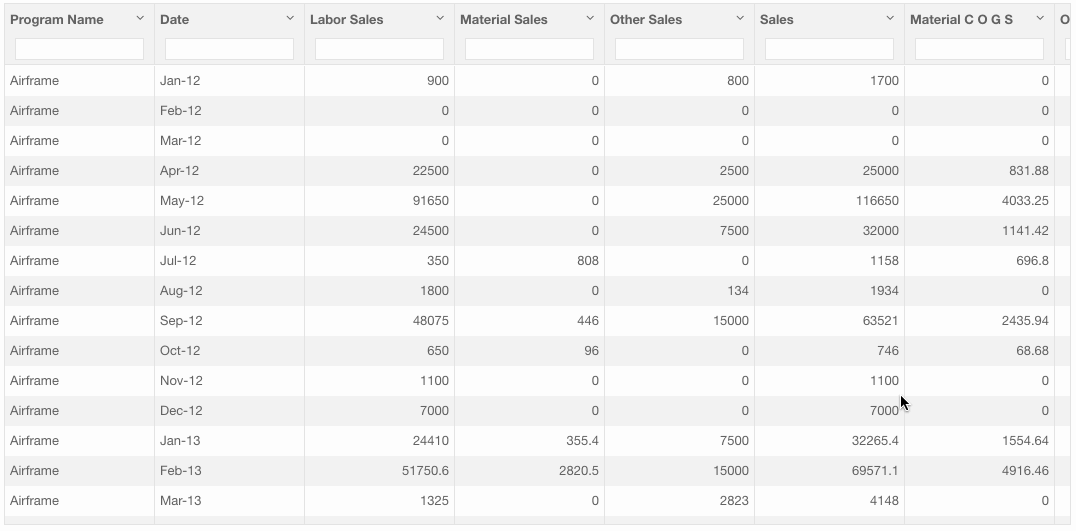 Program Name Date Labor Sales Material Sales Other Sales Sales Material C O G S O
Airframe Jan-12 900 0 800 1700 0
Airframe Feb-12 0 0 0 0 0
Airframe Mar-12 0 0 0 0 0
Airframe Apr-12 22500 0 2500 25000 831.88
Airframe May-12 91650 0 25000 116650 4033.25
Airframe Jun-12 24500 0 7500 32000 1141.42
Airframe Jul-12 350 808 0 1158 696.8
Airframe Aug-12 1800 0 134 1934 0
Airframe Sep-12 48075 446 15000 63521 2435.94
Airframe Oct-12 650 96 0 746 68.68
Airframe Nov-12 1100 0 0 1100 0
Airframe Dec-12 7000 0 0 7000 0
Airframe Jan-13 24410 355.4 7500 32265.4 1554.64
Airframe Feb-13 51750.6 2820.5 15000 69571.1 4916.46
Airframe Mar-13 1325 0 2823 4148 0